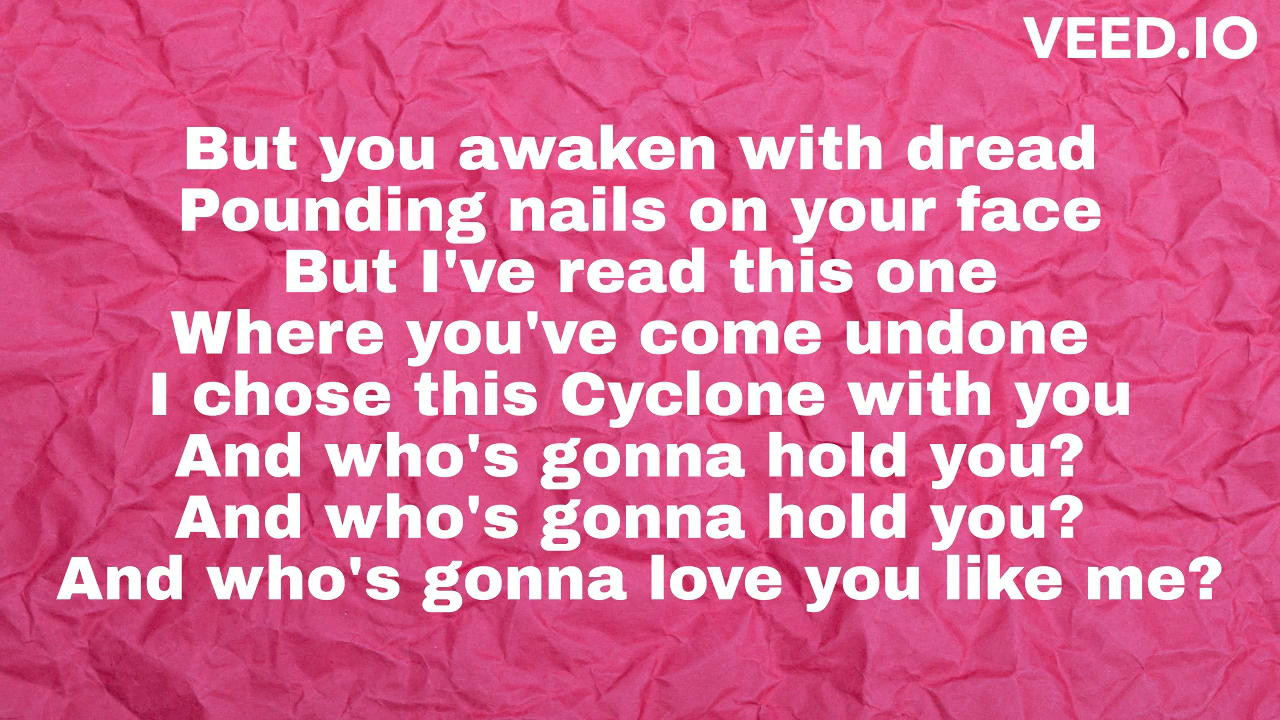 VEED.IO
But you awaken with dread
Pounding nails on your face
But I've read this one
Where you've come undone
I chose this Cyclone with you
And who's gonna hold you?
And who's gonna hold you?
And who's gonna love you like me?